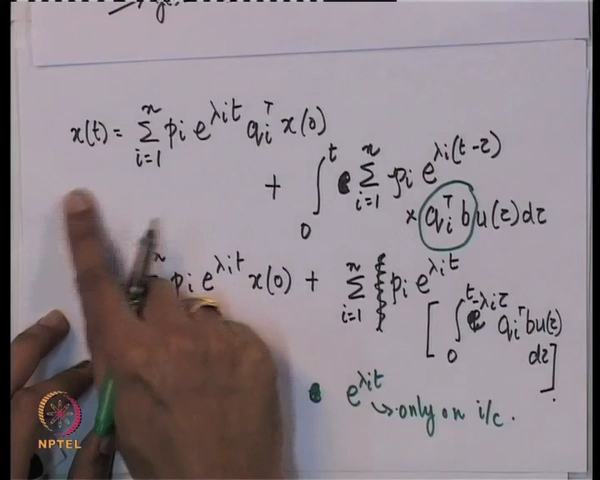 x(t) = Σ_{i=1}^{n} p_i e^{λ_i t} q_i^T x(0)
+ ∫_0^t Σ_{i=1}^{n} p_i e^{λ_i(t-τ)}
× q_i^T b u(τ) dτ
p_i e^{λ_i t} x(0) + Σ_{i=1}^{n} p_i e^{λ_i t}
[ ∫_0^t e^{-λ_i τ} q_i^T b u(τ)
dτ ].
e^{λ_i t}
↳ only on i/c.
NPTEL